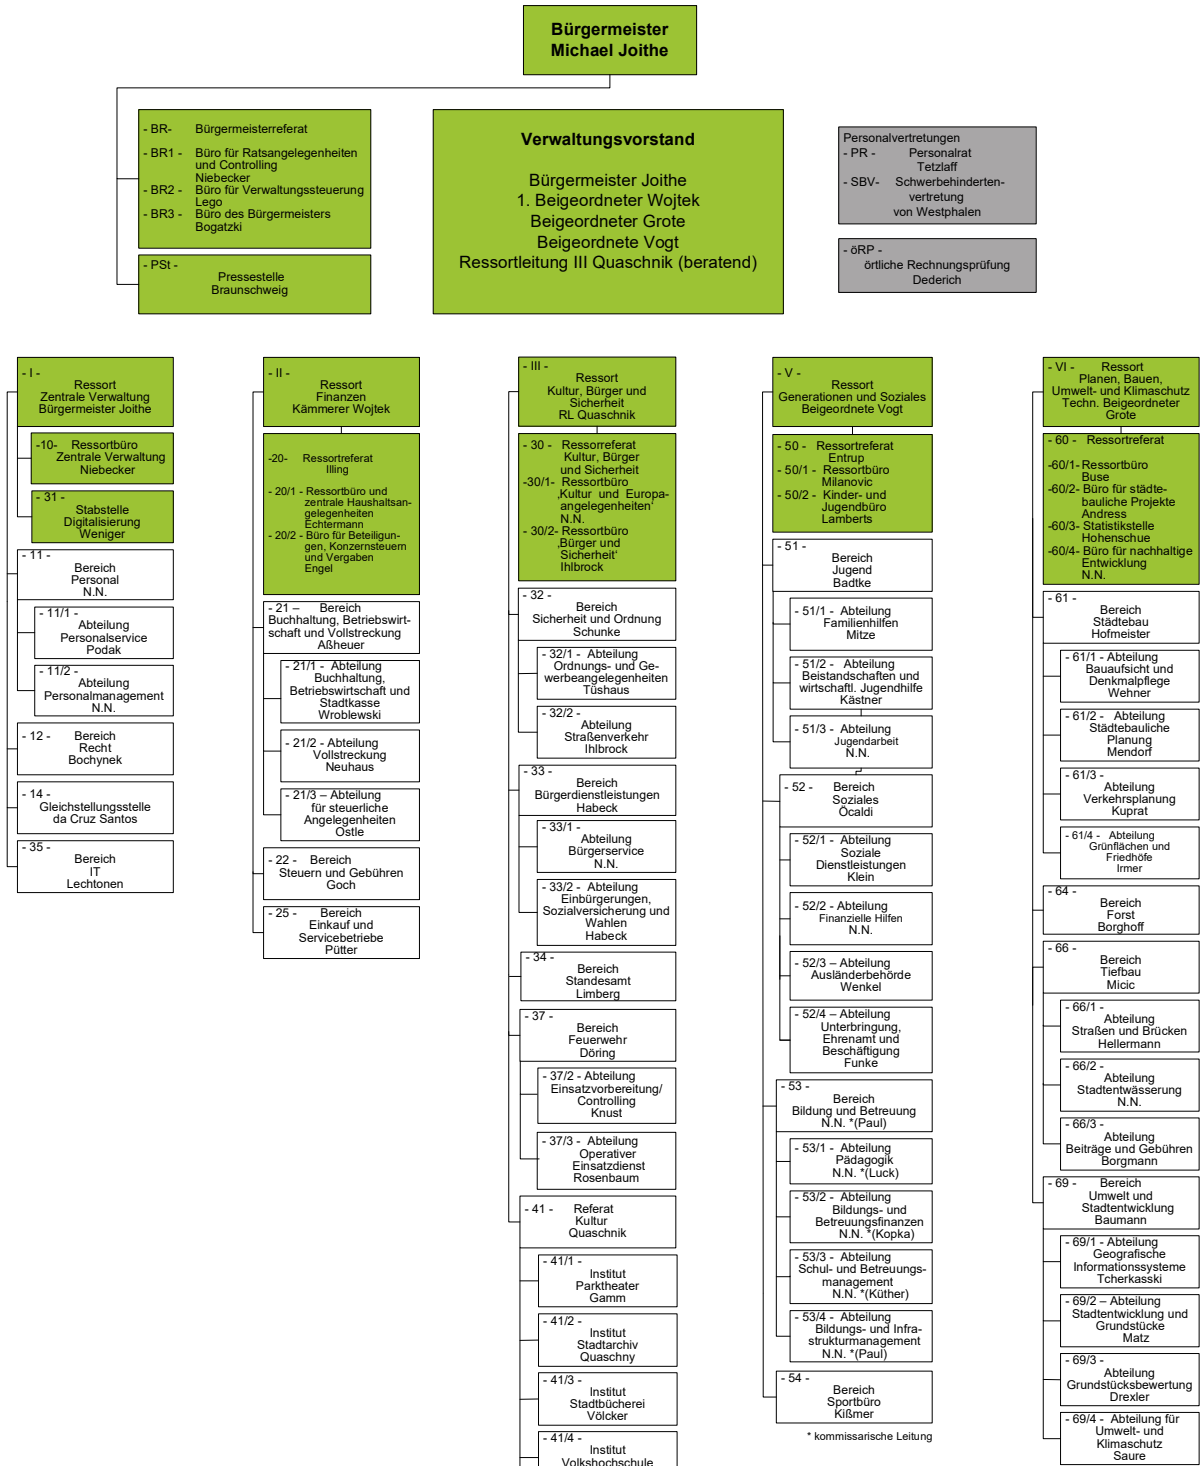 Bürgermeister
Michael Joithe
- BR- Bürgermeisterreferat
- BR1 - Büro für Ratsangelegenheiten
und Controlling
Niebecker
- BR2 - Büro für Verwaltungssteuerung
Lego
- BR3 - Büro des Bürgermeisters
Bogatzki
- PSt -
Pressestelle
Braunschweig
Verwaltungsvorstand
Bürgermeister Joithe
1. Beigeordneter Wojtek
Beigeordneter Grote
Beigeordnete Vogt
Ressortleitung III Quaschnik (beratend)
Personalvertretungen
- PR - Personalrat
Tetzlaff
- SBV- Schwerbehinderten-
vertretung
von Westphalen
- öRP -
örtliche Rechnungsprüfung
Dederich
- I -
Ressort
Zentrale Verwaltung
Bürgermeister Joithe
-10- Ressortbüro
Zentrale Verwaltung
Niebecker
- 31 -
Stabstelle
Digitalisierung
Weniger
- 11 -
Bereich
Personal
N.N.
- 11/1 -
Abteilung
Personalservice
Podak
- 11/2 -
Abteilung
Personalmanagement
N.N.
- 12 - Bereich
Recht
Bochynek
- 14 -
Gleichstellungsstelle
da Cruz Santos
- 35 -
Bereich
IT
Lechtonen
- II -
Ressort
Finanzen
Kämmerer Wojtek
-20- Ressortreferat
Illing
- 20/1 - Ressortbüro und
zentrale Haushaltsan-
gelegenheiten
Echtermann
- 20/2 - Büro für Beteiligun-
gen, Konzernsteuern
und Vergaben
Engel
- 21 – Bereich
Buchhaltung, Betriebswirt-
schaft und Vollstreckung
Aßheuer
- 21/1 - Abteilung
Buchhaltung,
Betriebswirtschaft und
Stadtkasse
Wroblewski
- 21/2 - Abteilung
Vollstreckung
Neuhaus
- 21/3 – Abteilung
für steuerliche
Angelegenheiten
Ostle
- 22 - Bereich
Steuern und Gebühren
Goch
- 25 - Bereich
Einkauf und
Servicebetriebe
Pütter
- III -
Ressort
Kultur, Bürger und
Sicherheit
RL Quaschnik
- 30 - Ressorreferat
Kultur, Bürger
und Sicherheit
-30/1- Ressortbüro
‚Kultur und Europa-
angelegenheiten‘
N.N.
- 30/2- Ressortbüro
‚Bürger und
Sicherheit‘
Ihlbrock
- 32 -
Bereich
Sicherheit und Ordnung
Schunke
- 32/1 - Abteilung
Ordnungs- und Ge-
werbeangelegenheiten
Tüshaus
- 32/2 -
Abteilung
Straßenverkehr
Ihlbrock
- 33 -
Bereich
Bürgerdienstleistungen
Habeck
- 33/1 -
Abteilung
Bürgerservice
N.N.
- 33/2 - Abteilung
Einbürgerungen,
Sozialversicherung und
Wahlen
Habeck
- 34 -
Bereich
Standesamt
Limberg
- 37 -
Bereich
Feuerwehr
Döring
- 37/2 - Abteilung
Einsatzvorbereitung/
Controlling
Knust
- 37/3 - Abteilung
Operativer
Einsatzdienst
Rosenbaum
- 41 - Referat
Kultur
Quaschnik
- 41/1 -
Institut
Parktheater
Gamm
- 41/2 -
Institut
Stadtarchiv
Quaschny
- 41/3 -
Institut
Stadtbücherei
Völcker
- 41/4 -
Institut
Volkshochschule
- V -
Ressort
Generationen und Soziales
Beigeordnete Vogt
- 50 - Ressortreferat
Entrup
- 50/1 - Ressortbüro
Milanovic
- 50/2 - Kinder- und
Jugendbüro
Lamberts
- 51 -
Bereich
Jugend
Badtke
- 51/1 - Abteilung
Familienhilfen
Mitze
- 51/2 - Abteilung
Beistandschaften und
wirtschaftl. Jugendhilfe
Kästner
- 51/3 - Abteilung
Jugendarbeit
N.N.
- 52 - Bereich
Soziales
Öcaldi
- 52/1 - Abteilung
Soziale
Dienstleistungen
Klein
- 52/2 - Abteilung
Finanzielle Hilfen
N.N.
- 52/3 – Abteilung
Ausländerbehörde
Wenkel
- 52/4 – Abteilung
Unterbringung,
Ehrenamt und
Beschäftigung
Funke
- 53 -
Bereich
Bildung und Betreuung
N.N. *(Paul)
- 53/1 - Abteilung
Pädagogik
N.N. *(Luck)
- 53/2 - Abteilung
Bildungs- und
Betreuungsfinanzen
N.N. *(Kopka)
- 53/3 - Abteilung
Schul- und Betreuungs-
management
N.N. *(Küther)
- 53/4 - Abteilung
Bildungs- und Infra-
strukturmanagement
N.N. *(Paul)
- 54 -
Bereich
Sportbüro
Kißmer
* kommissarische Leitung
- VI - Ressort
Planen, Bauen,
Umwelt- und Klimaschutz
Techn. Beigeordneter
Grote
- 60 - Ressortreferat
-60/1- Ressortbüro
Buse
-60/2- Büro für städte-
bauliche Projekte
Andress
-60/3- Statistikstelle
Hohenschue
-60/4- Büro für nachhaltige
Entwicklung
N.N.
- 61 -
Bereich
Städtebau
Hofmeister
- 61/1 - Abteilung
Bauaufsicht und
Denkmalpflege
Wehner
- 61/2 - Abteilung
Städtebauliche
Planung
Mendorf
- 61/3 -
Abteilung
Verkehrsplanung
Kuprat
- 61/4 - Abteilung
Grünflächen und
Friedhöfe
Irmer
- 64 -
Bereich
Forst
Borghoff
- 66 -
Bereich
Tiefbau
Micic
- 66/1 -
Abteilung
Straßen und Brücken
Hellermann
- 66/2 -
Abteilung
Stadtentwässerung
N.N.
- 66/3 -
Abteilung
Beiträge und Gebühren
Borgmann
- 69 - Bereich
Umwelt und
Stadtentwicklung
Baumann
- 69/1 - Abteilung
Geografische
Informationssysteme
Tcherkasski
- 69/2 – Abteilung
Stadtentwicklung und
Grundstücke
Matz
- 69/3 -
Abteilung
Grundstücksbewertung
Drexler
- 69/4 - Abteilung für
Umwelt- und
Klimaschutz
Saure